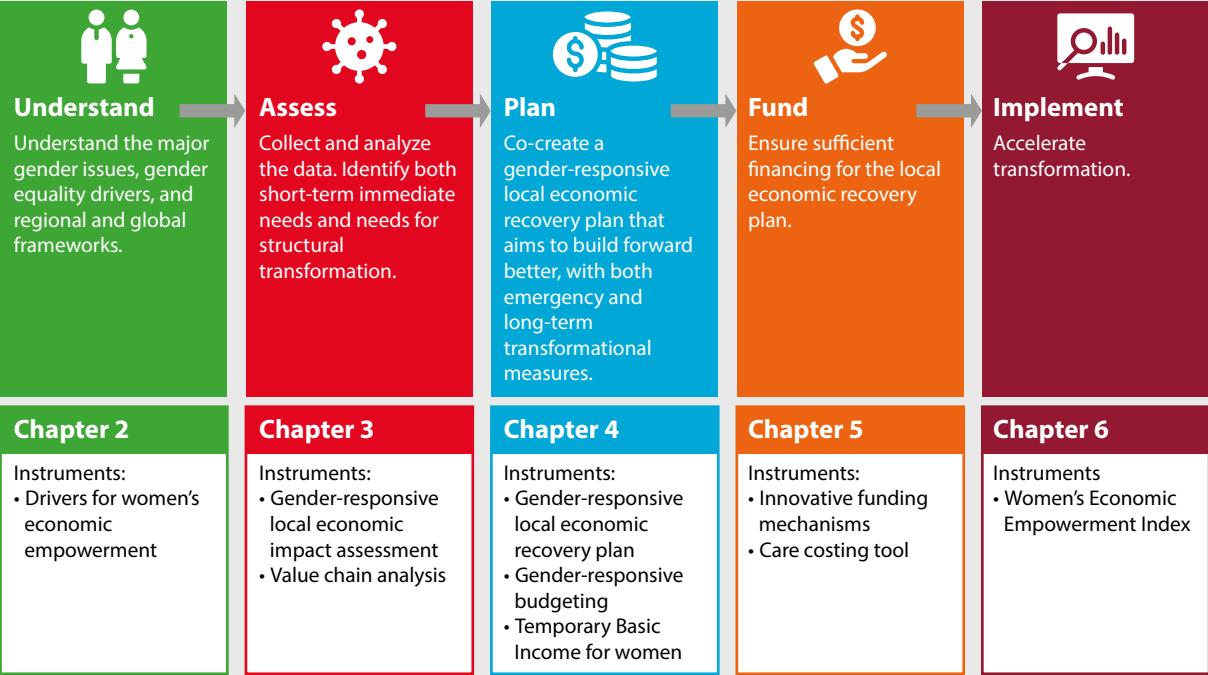 Understand
Understand the major
gender issues, gender
equality drivers, and
regional and global
frameworks.
Assess
Collect and analyze
the data. Identify both
short-term immediate
needs and needs for
structural
transformation.
$
Plan
Co-create a
gender-responsive
local economic
recovery plan that
aims to build forward
better, with both
emergency and
long-term
transformational
measures.
$
Fund
Ensure sufficient
financing for the local
economic recovery
plan.
Implement
Accelerate
transformation.
Chapter 2
Instruments:
• Drivers for women’s
economic
empowerment
Chapter 3
Instruments:
• Gender-responsive
local economic
impact assessment
• Value chain analysis
Chapter 4
Instruments:
• Gender-responsive
local economic
recovery plan
• Gender-responsive
budgeting
• Temporary Basic
Income for women
Chapter 5
Instruments:
• Innovative funding
mechanisms
• Care costing tool
Chapter 6
Instruments
• Women’s Economic
Empowerment Index